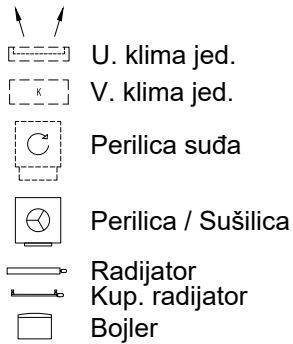 U. klima jed.
K V. klima jed.
Perilica suđa
Perilica / Sušilica
Radijator
Kup. radijator
Bojler